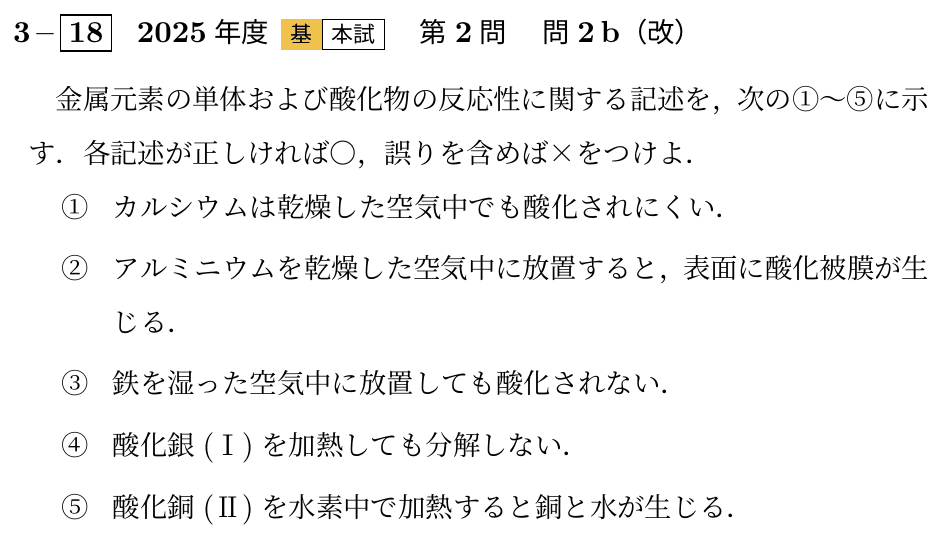 3－18 2025 年度 基 本試 第 2 問 問 2 b（改）
金属元素の単体および酸化物の反応性に関する記述を，次の①～⑤に示
す．各記述が正しければ○，誤りを含めば×をつけよ．
① カルシウムは乾燥した空気中でも酸化されにくい．
② アルミニウムを乾燥した空気中に放置すると，表面に酸化被膜が生
じる．
③ 鉄を湿った空気中に放置しても酸化されない．
④ 酸化銀 (Ⅰ) を加熱しても分解しない．
⑤ 酸化銅 (Ⅱ) を水素中で加熱すると銅と水が生じる．